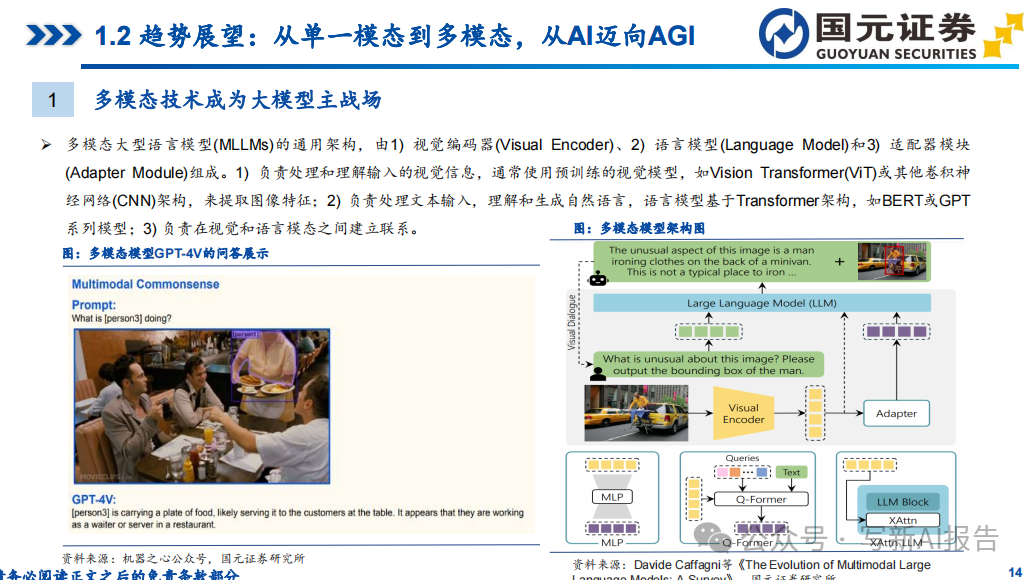 1.2 趋势展望：从单一模态到多模态，从AI迈向AGI
国元证券
GUOYUAN SECURITIES
1
多模态技术成为大模型主战场
➢ 多模态大型语言模型(MLLMs)的通用架构，由1) 视觉编码器(Visual Encoder)、2) 语言模型(Language Model)和3) 适配器模块
(Adapter Module)组成。1) 负责处理和理解输入的视觉信息，通常使用预训练的视觉模型，如Vision Transformer(ViT)或其他卷积神
经网络(CNN)架构，来提取图像特征；2) 负责处理文本输入，理解和生成自然语言，语言模型基于Transformer架构，如BERT或GPT
系列模型；3) 负责在视觉和语言模态之间建立联系。
图：多模态模型GPT-4V的问答展示
Multimodal Commonsense
Prompt:
What is [person3] doing?
[person3]
MOVIECLIPS
GPT-4V:
[person3] is carrying a plate of food, likely serving it to the customers at the table. It appears that they are working
as a waiter or server in a restaurant.
资料来源：机器之心公众号，国元证券研究所
图：多模态模型架构图
The unusual aspect of this image is a man
ironing clothes on the back of a minivan.
This is not a typical place to iron ...
+
Large Language Model (LLM)
Visual Dialogue
What is unusual about this image? Please
output the bounding box of the man.
Visual
Encoder
Adapter
MLP
MLP
Queries
Text
Q-Former
Q-Former
LLM Block
XAttn
XAttn LLM
公众号 · 写新AI报告
资料来源：Davide Caffagni等《The Evolution of Multimodal Large
Language Models: A Survey》，国元证券研究所
请务必阅读正文之后的免责条款部分
14